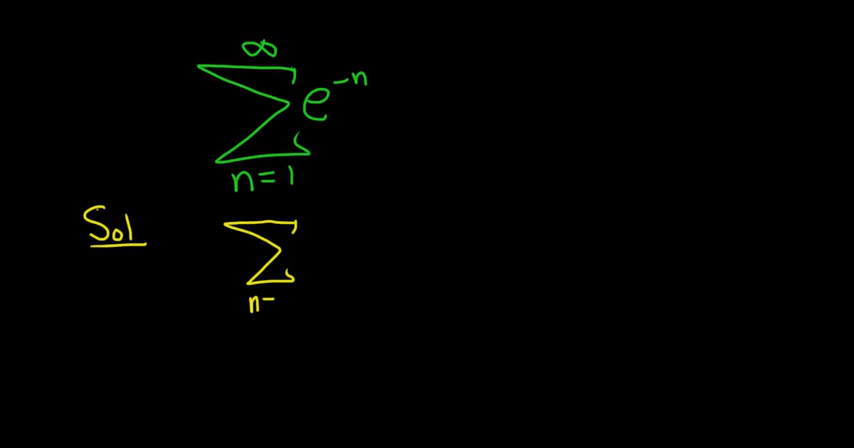 ∞
∑ e⁻ⁿ
n=1
Sol ∑
n-